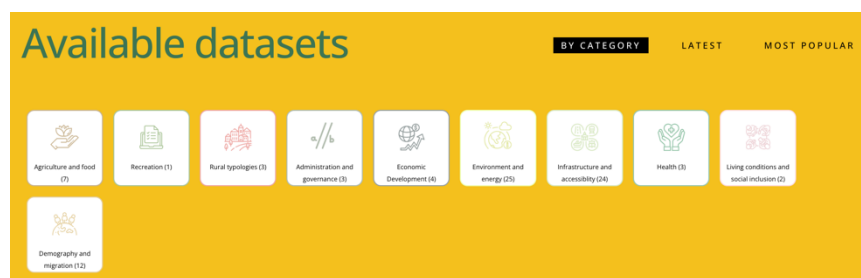 Available datasets
BY CATEGORY
LATEST
MOST POPULAR
a // b
Agriculture and food
(7)
Recreation (1)
Rural typologies (3)
Administration and
governance (3)
Economic
Development (4)
Environment and
energy (25)
Infrastructure and
accessiblity (24)
Health (3)
Living conditions and
social inclusion (2)
Demography and
migration (12)